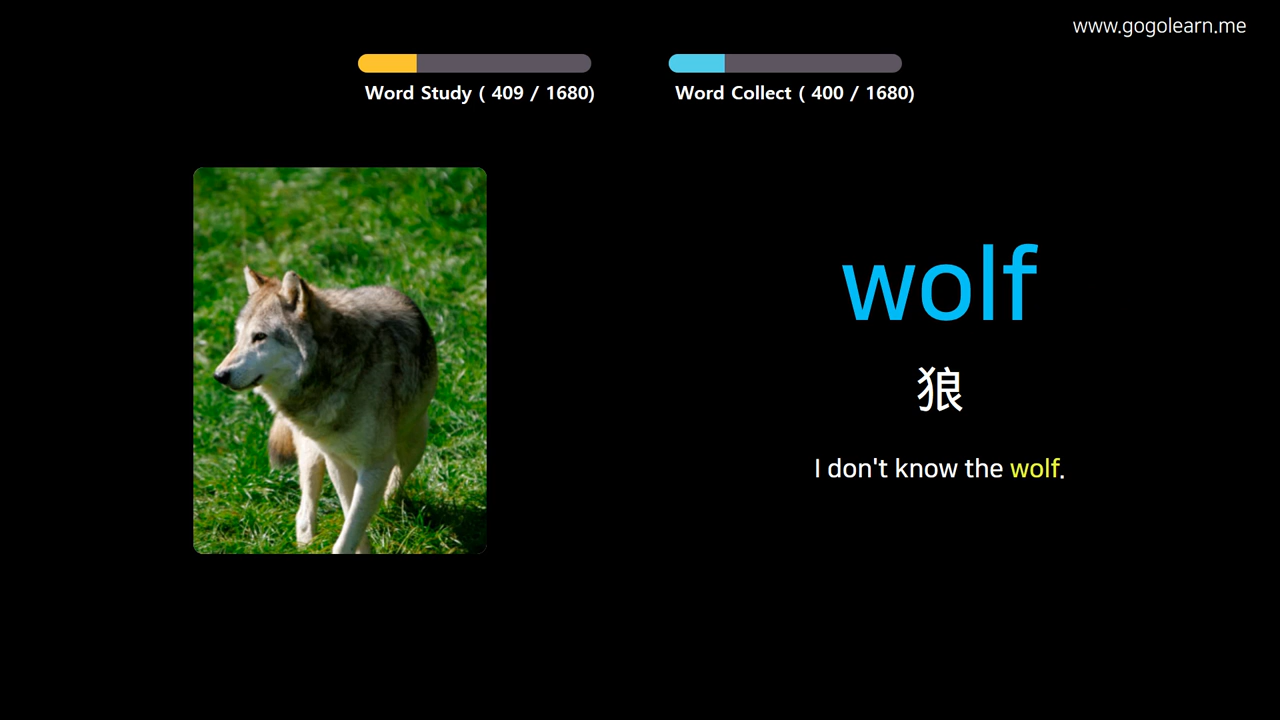 www.gogolearn.me
Word Study ( 409 / 1680)
Word Collect ( 400 / 1680)
wolf
狼
I don't know the wolf.